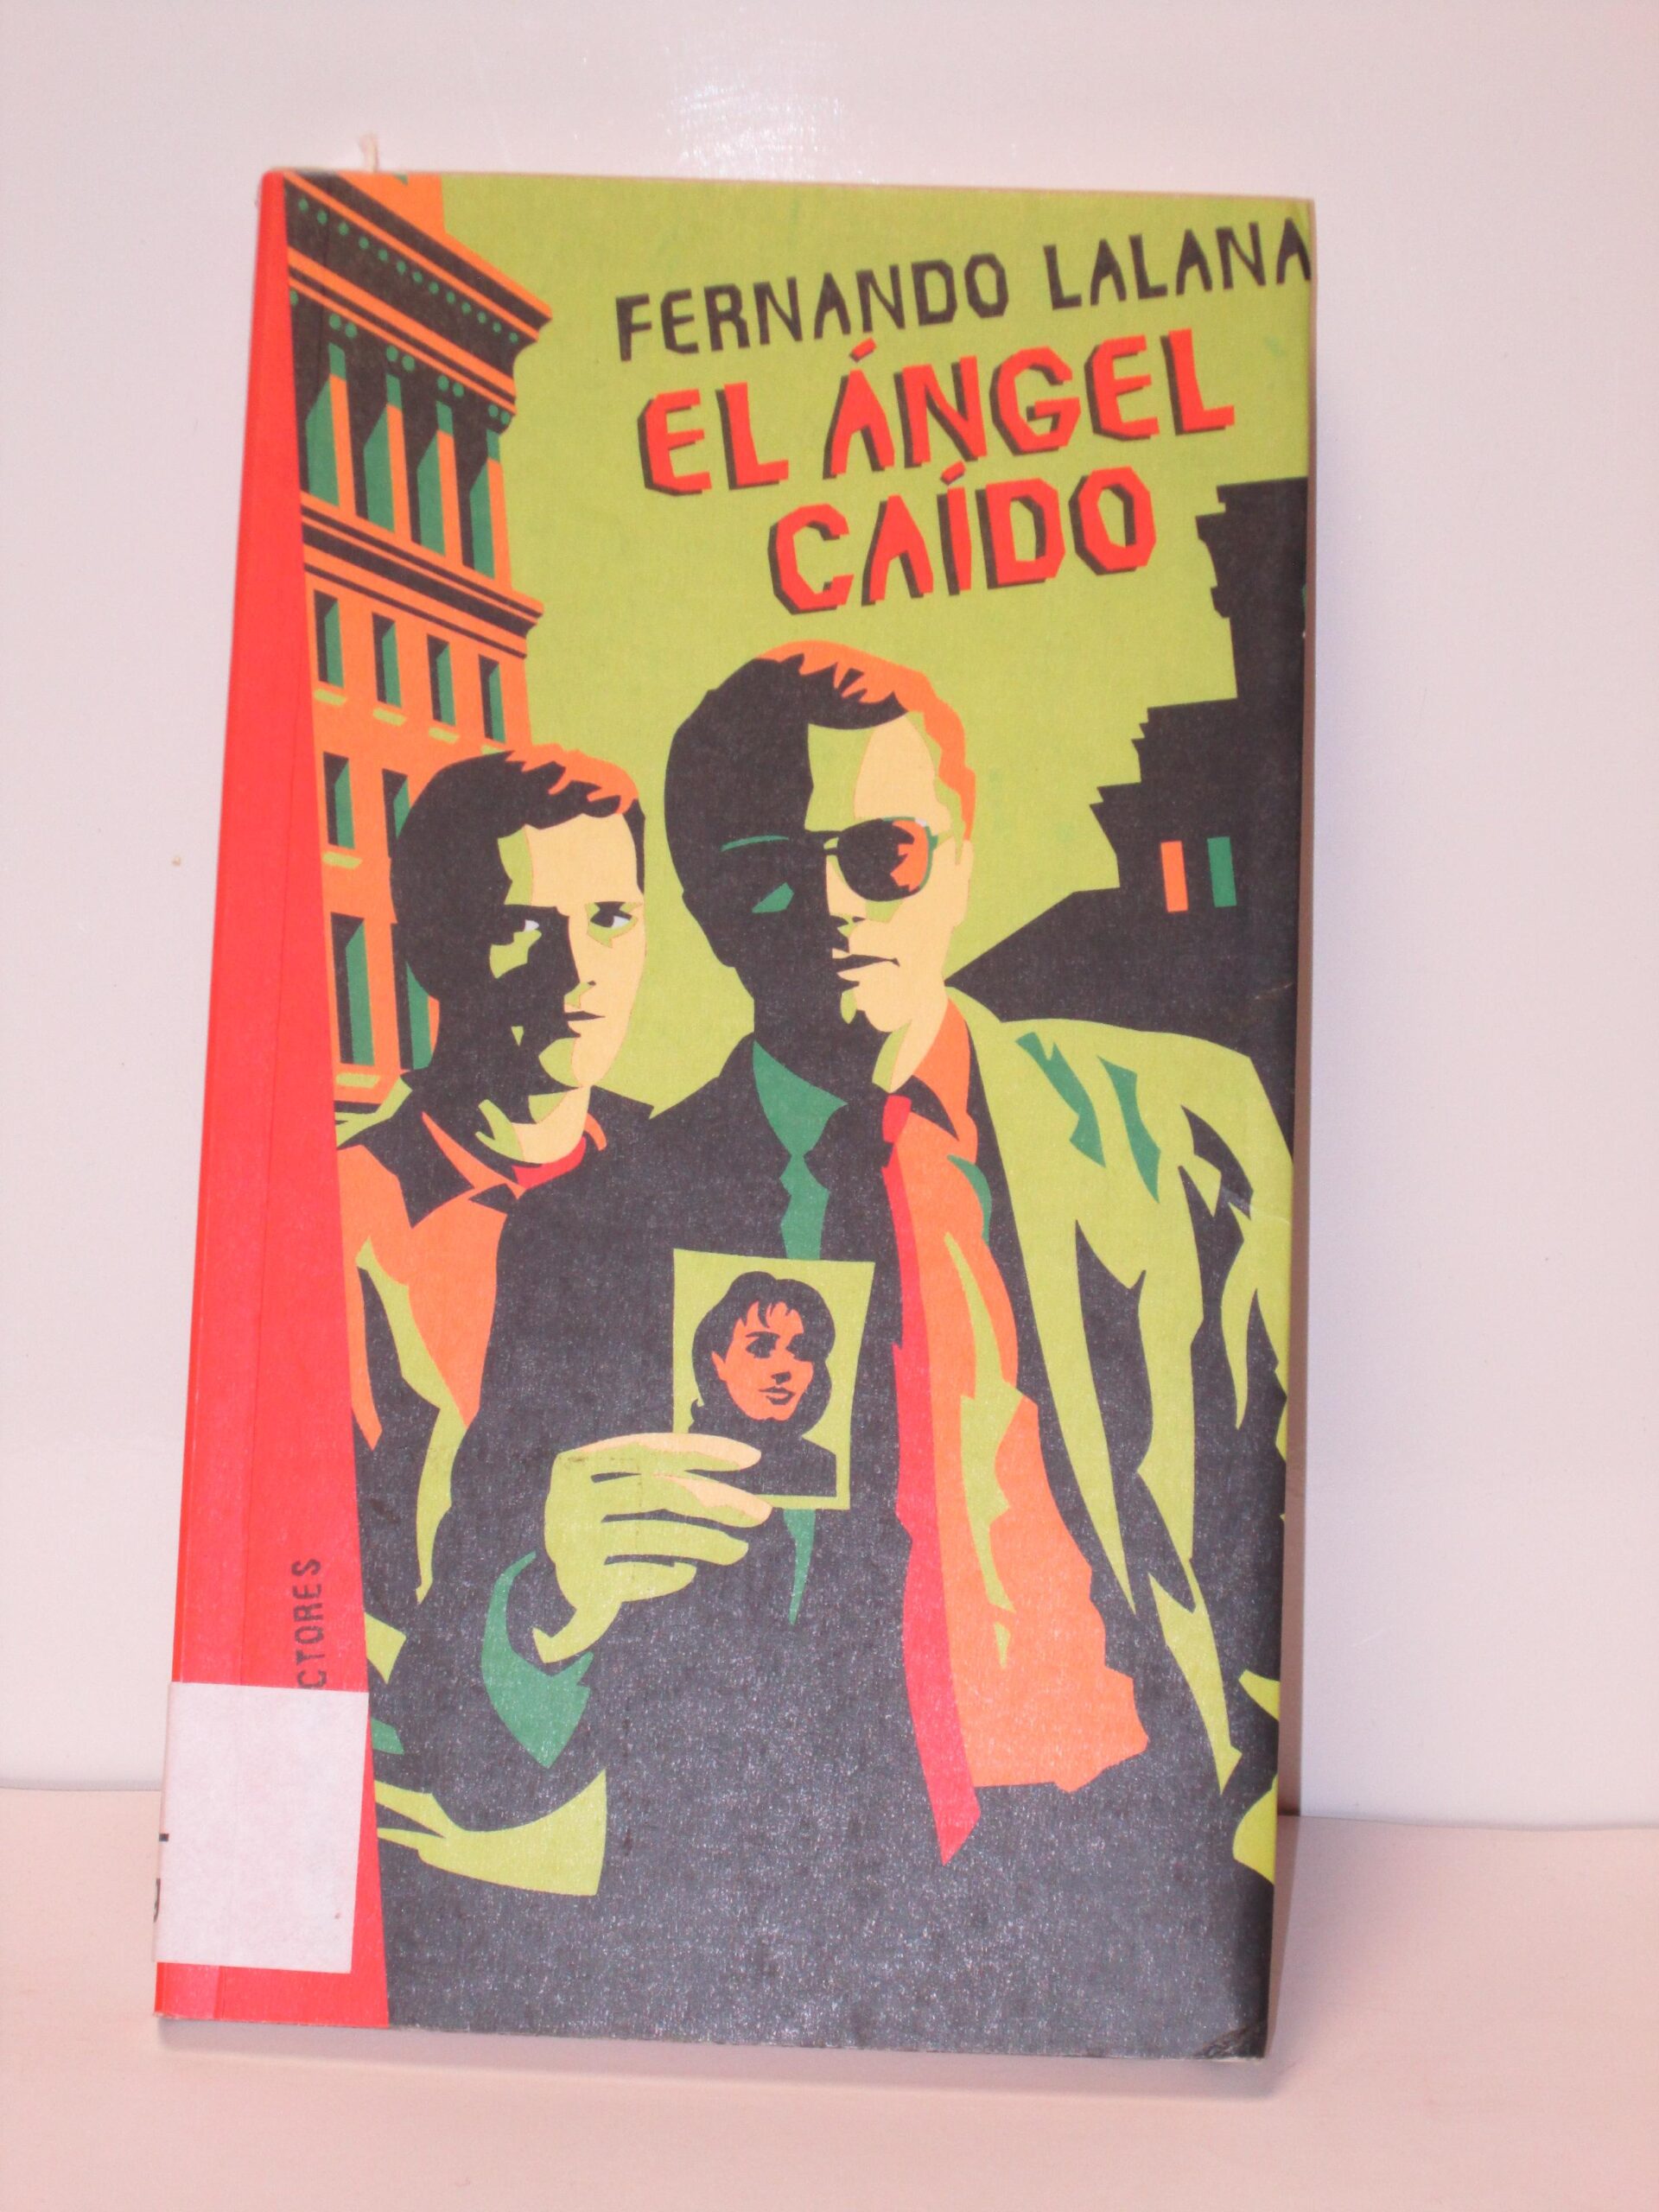 FERNANDO LALANA
EL ÁNGEL
CAÍDO
CTORES